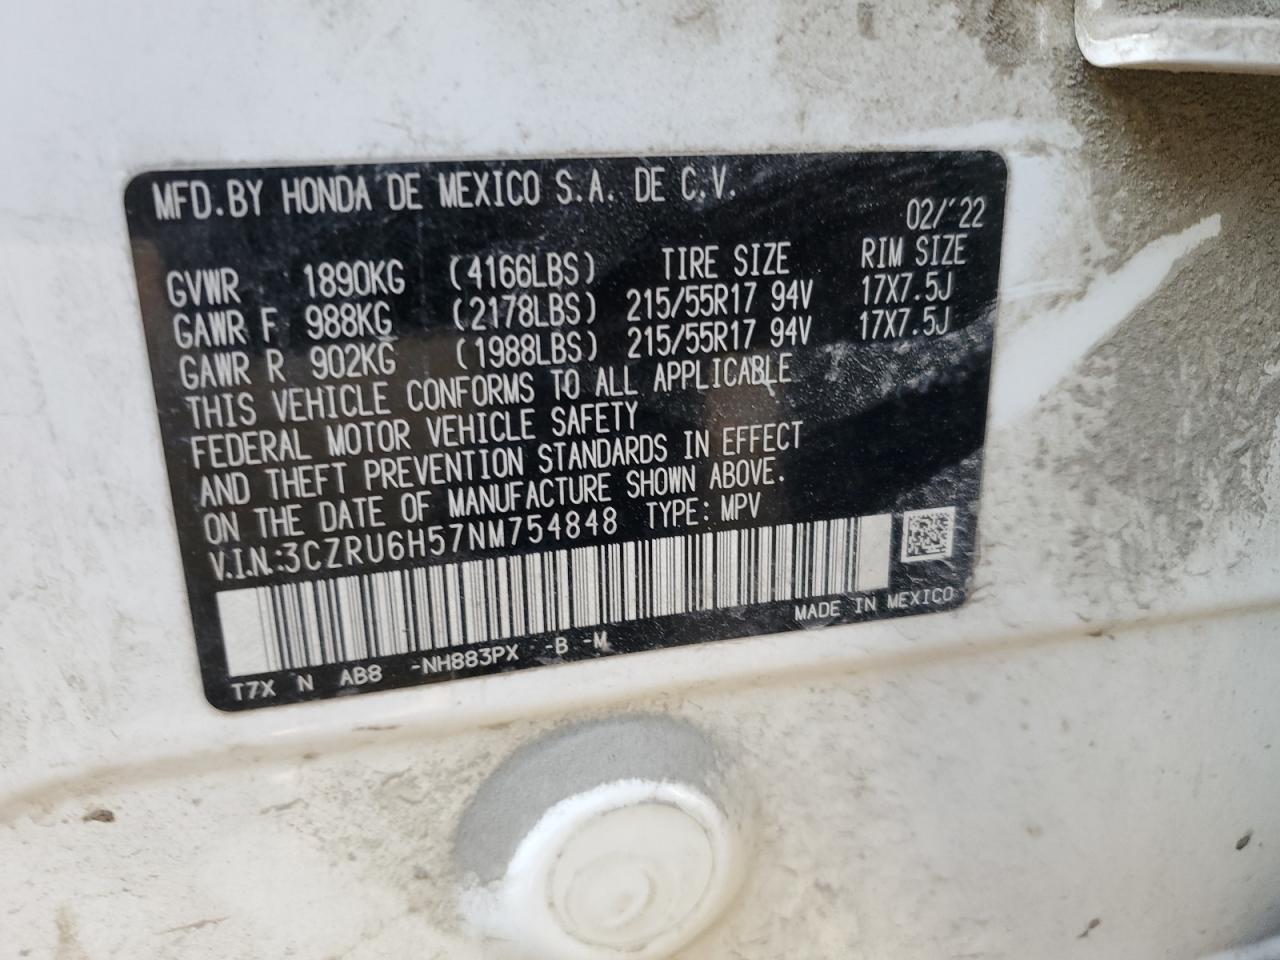 MFD.BY HONDA DE MEXICO S.A. DE C.V.
02/'22
GVWR 1890KG (4166LBS) TIRE SIZE RIM SIZE
GAWR F 988KG (2178LBS) 215/55R17 94V 17X7.5J
GAWR R 902KG (1988LBS) 215/55R17 94V 17X7.5J
THIS VEHICLE CONFORMS TO ALL APPLICABLE
FEDERAL MOTOR VEHICLE SAFETY
AND THEFT PREVENTION STANDARDS IN EFFECT
ON THE DATE OF MANUFACTURE SHOWN ABOVE.
V.I.N.:3CZRU6H57NM754848 TYPE: MPV
MADE IN MEXICO
T7X N AB8 -NH883PX -B -M